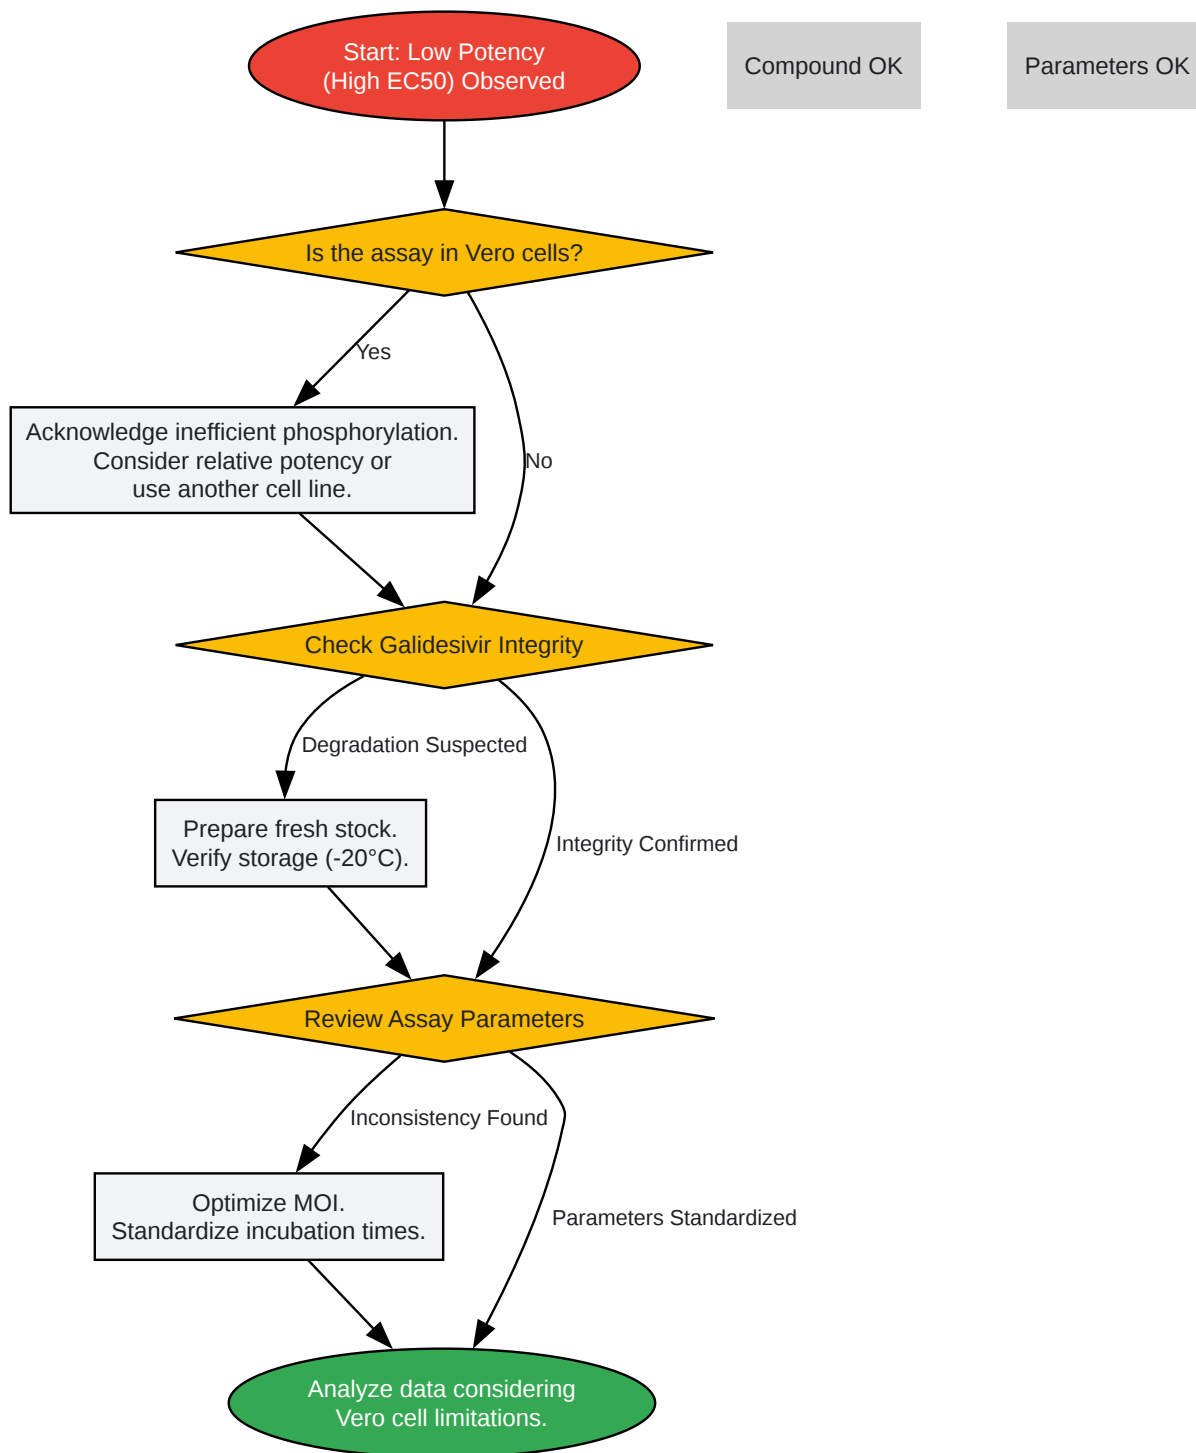 Start: Low Potency
(High EC50) Observed
Compound OK
Parameters OK
Is the assay in Vero cells?
Yes
Acknowledge inefficient phosphorylation.
Consider relative potency or
use another cell line.
No
Check Galidesivir Integrity
Degradation Suspected
Prepare fresh stock.
Verify storage (-20°C).
Integrity Confirmed
Review Assay Parameters
Inconsistency Found
Optimize MOI.
Standardize incubation times.
Parameters Standardized
Analyze data considering
Vero cell limitations.